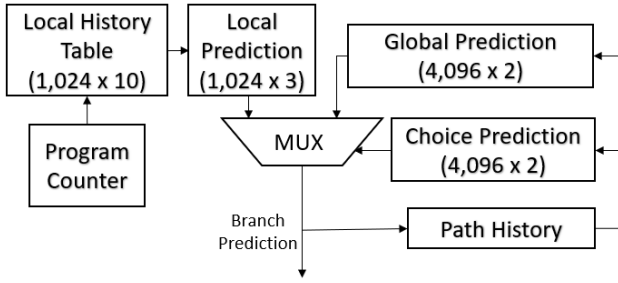 Local History
Table
(1,024 x 10)
Local
Prediction
(1,024 x 3)
Global Prediction
(4,096 x 2)
Program
Counter
MUX
Choice Prediction
(4,096 x 2)
Branch
Prediction
Path History